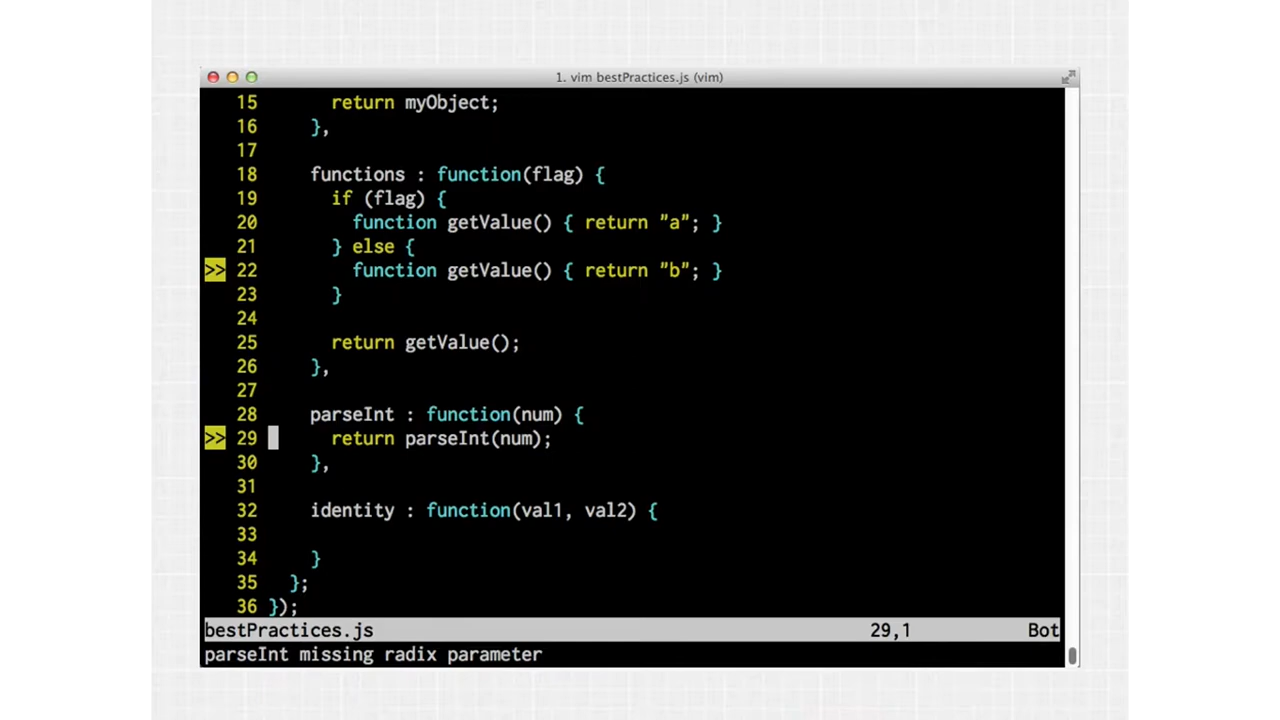 1. vim bestPractices.js (vim)
15       return myObject;
16     },
17
18     functions : function(flag) {
19       if (flag) {
20         function getValue() { return "a"; }
21       } else {
>> 22         function getValue() { return "b"; }
23       }
24
25       return getValue();
26     },
27
28     parseInt : function(num) {
>> 29       return parseInt(num);
30     },
31
32     identity : function(val1, val2) {
33
34     }
35   };
36 });
bestPractices.js 29,1 Bot
parseInt missing radix parameter